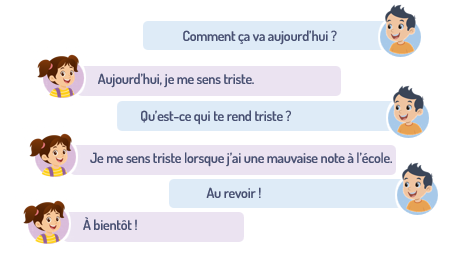 Comment ça va aujourd'hui ?
Aujourd'hui, je me sens triste.
Qu'est-ce qui te rend triste ?
Je me sens triste lorsque j'ai une mauvaise note à l'école.
Au revoir !
À bientôt !